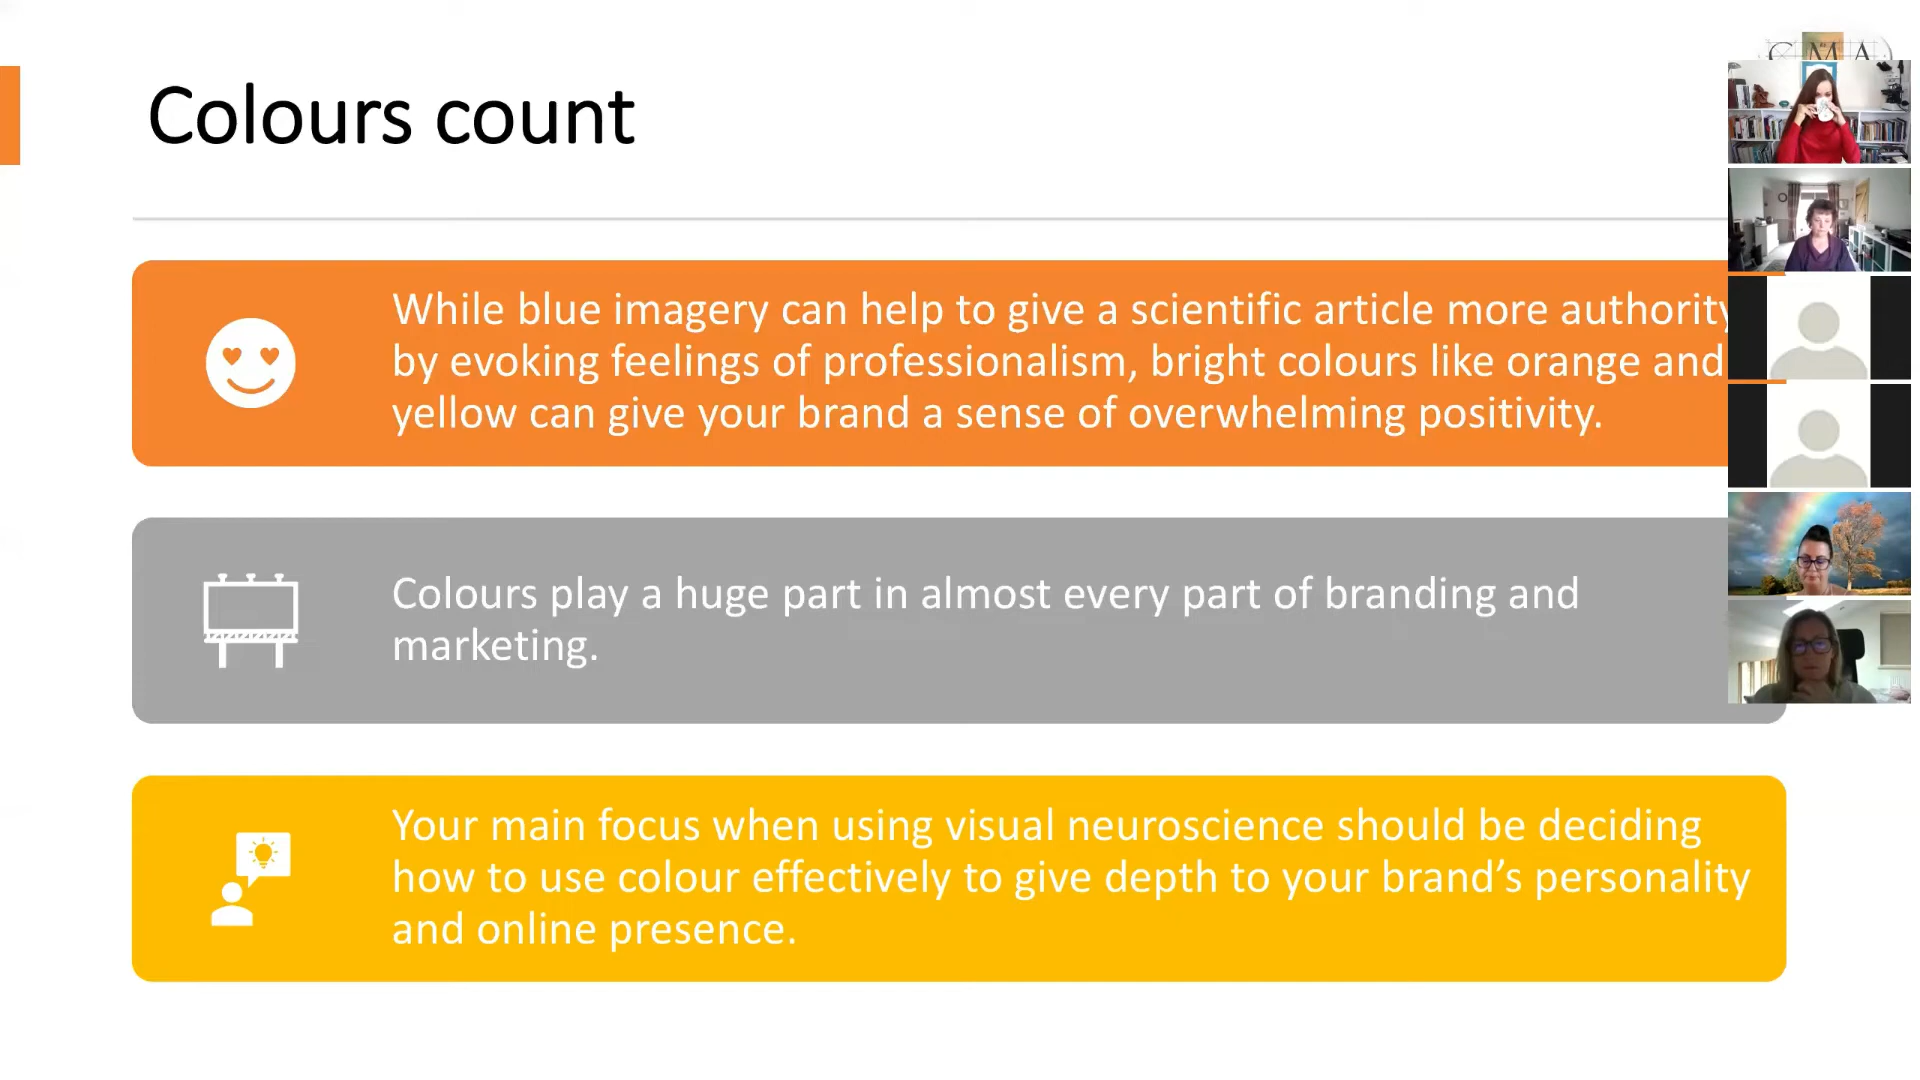 CMA
Colours count
While blue imagery can help to give a scientific article more authority
by evoking feelings of professionalism, bright colours like orange and
yellow can give your brand a sense of overwhelming positivity.
Colours play a huge part in almost every part of branding and
marketing.
Your main focus when using visual neuroscience should be deciding
how to use colour effectively to give depth to your brand’s personality
and online presence.